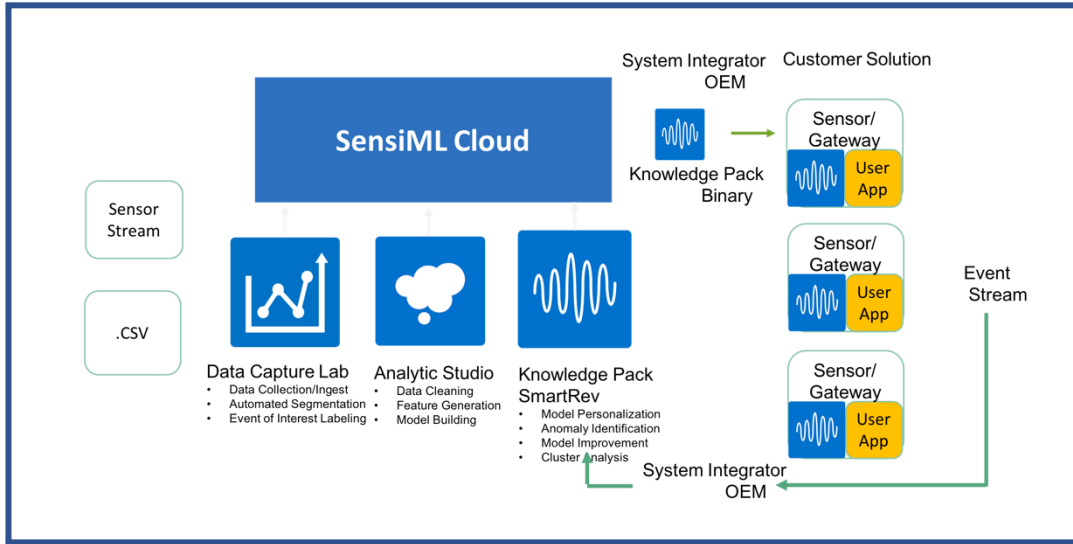 System Integrator
OEM
Customer Solution
SensiML Cloud
Knowledge Pack
Binary
Sensor/
Gateway
User
App
Sensor
Stream
.CSV
Sensor/
Gateway
User
App
Event
Stream
Data Capture Lab
• Data Collection/Ingest
• Automated Segmentation
• Event of Interest Labeling
Analytic Studio
• Data Cleaning
• Feature Generation
• Model Building
Knowledge Pack
SmartRev
• Model Personalization
• Anomaly Identification
• Model Improvement
• Cluster Analysis
Sensor/
Gateway
User
App
System Integrator
OEM